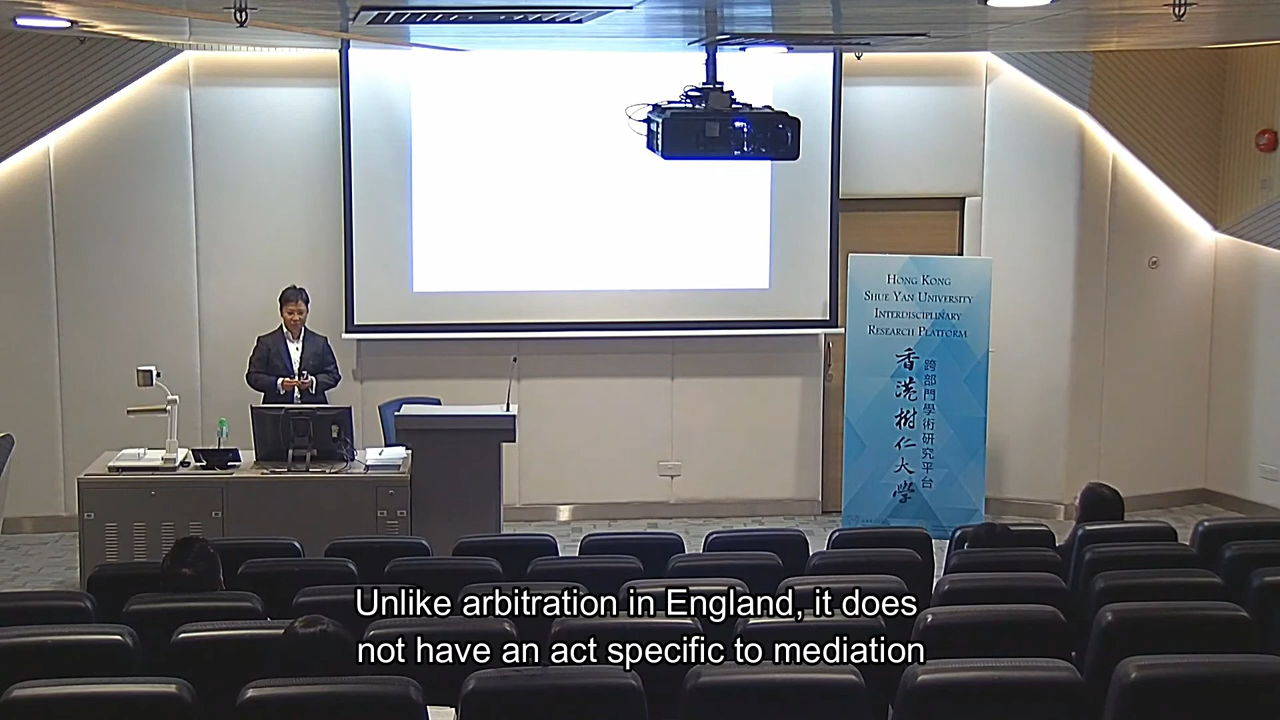 HONG KONG
SHUE YAN UNIVERSITY
INTERDISCIPLINARY
RESEARCH PLATFORM
香港樹仁大學
跨部門學術研究平台
Unlike arbitration in England, it does
not have an act specific to mediation